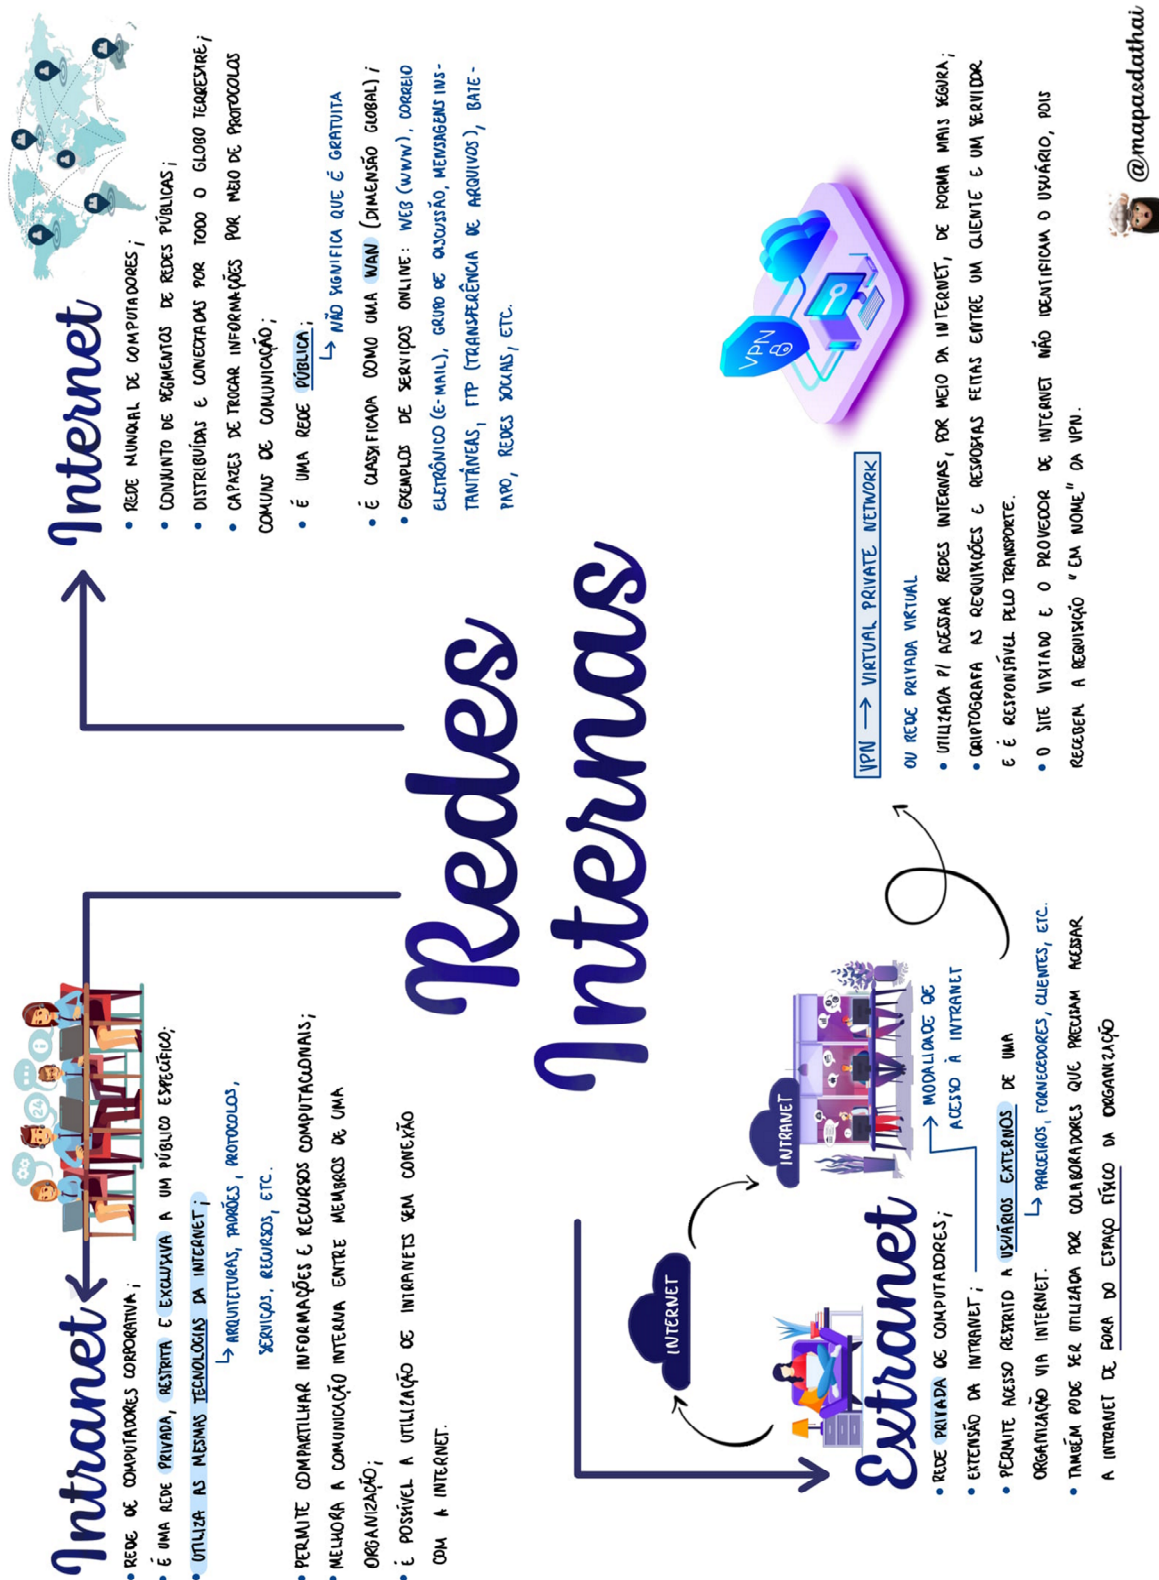 Redes
Internas
Intranet
• REDE DE COMPUTADORES CORPORATIVA;
• É UMA REDE PRIVADA, RESTRITA E EXCLUSIVA A UM PÚBLICO ESPECÍFICO;
• UTILIZA AS MESMAS TECNOLOGIAS DA INTERNET;
↳ ARQUITETURAS, PADRÕES, PROTOCOLOS,
SERVIÇOS, RECURSOS, ETC.
• PERMITE COMPARTILHAR INFORMAÇÕES E RECURSOS COMPUTACIONAIS;
• MELHORA A COMUNICAÇÃO INTERNA ENTRE MEMBROS DE UMA
ORGANIZAÇÃO;
• É POSSÍVEL A UTILIZAÇÃO DE INTRANETS SEM CONEXÃO
COM A INTERNET.
24
Internet
• REDE MUNDIAL DE COMPUTADORES;
• CONJUNTO DE SEGMENTOS DE REDES PÚBLICAS;
• DISTRIBUÍDAS E CONECTADAS POR TODO O GLOBO TERRESTRE;
• CAPAZES DE TROCAR INFORMAÇÕES POR MEIO DE PROTOCOLOS
COMUNS DE COMUNICAÇÃO;
• É UMA REDE PÚBLICA;
↳ NÃO SIGNIFICA QUE É GRATUITA
• É CLASSIFICADA COMO UMA WAN (DIMENSÃO GLOBAL);
• EXEMPLOS DE SERVIÇOS ONLINE: WEB (WWW), CORREIO
ELETRÔNICO (E-MAIL), GRUPO DE DISCUSSÃO, MENSAGENS INS-
TANTÂNEAS, FTP (TRANSFERÊNCIA DE ARQUIVOS), BATE-
PAPO, REDES SOCIAIS, ETC.
INTERNET
INTRANET
Extranet
• REDE PRIVADA DE COMPUTADORES;
• EXTENSÃO DA INTRANET;
→ MODALIDADE DE
ACESSO À INTRANET
• PERMITE ACESSO RESTRITO A USUÁRIOS EXTERNOS DE UMA
↳ PARCEIROS, FORNECEDORES, CLIENTES, ETC.
ORGANIZAÇÃO VIA INTERNET.
• TAMBÉM PODE SER UTILIZADA POR COLABORADORES QUE PRECISAM ACESSAR
A INTRANET DE FORA DO ESPAÇO FÍSICO DA ORGANIZAÇÃO
VPN
VPN → VIRTUAL PRIVATE NETWORK
OU REDE PRIVADA VIRTUAL
• UTILIZADA P/ ACESSAR REDES INTERNAS, POR MEIO DA INTERNET, DE FORMA MAIS SEGURA;
• CRIPTOGRAFA AS REQUISIÇÕES E RESPOSTAS FEITAS ENTRE UM CLIENTE E UM SERVIDOR
E É RESPONSÁVEL PELO TRANSPORTE.
• O SITE VISITADO E O PROVEDOR DE INTERNET NÃO IDENTIFICAM O USUÁRIO, POIS
RECEBEM A REQUISIÇÃO "EM NOME" DA VPN.
@mapasdathai